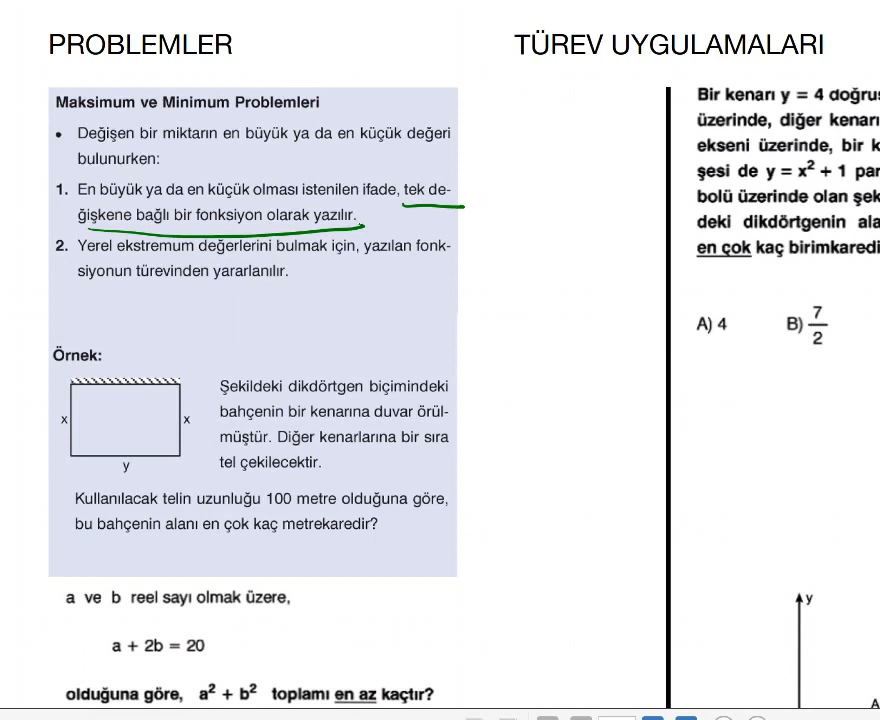 PROBLEMLER
TÜREV UYGULAMALARI
Maksimum ve Minimum Problemleri
• Değişen bir miktarın en büyük ya da en küçük değeri
bulunurken:
1. En büyük ya da en küçük olması istenilen ifade, tek de-
ğişkene bağlı bir fonksiyon olarak yazılır.
2. Yerel ekstremum değerlerini bulmak için, yazılan fonk-
siyonun türevinden yararlanılır.
Örnek:
x
x
y
Şekildeki dikdörtgen biçimindeki
bahçenin bir kenarına duvar örül-
müştür. Diğer kenarlarına bir sıra
tel çekilecektir.
Kullanılacak telin uzunluğu 100 metre olduğuna göre,
bu bahçenin alanı en çok kaç metrekaredir?
a ve b reel sayı olmak üzere,
a + 2b = 20
olduğuna göre, a² + b² toplamı en az kaçtır?
Bir kenarı y = 4 doğrus
üzerinde, diğer kenarı
ekseni üzerinde, bir k
şesi de y = x² + 1 par
bolü üzerinde olan şek
deki dikdörtgenin ala
en çok kaç birimkaredi
A) 4
B) 7/2
y
A